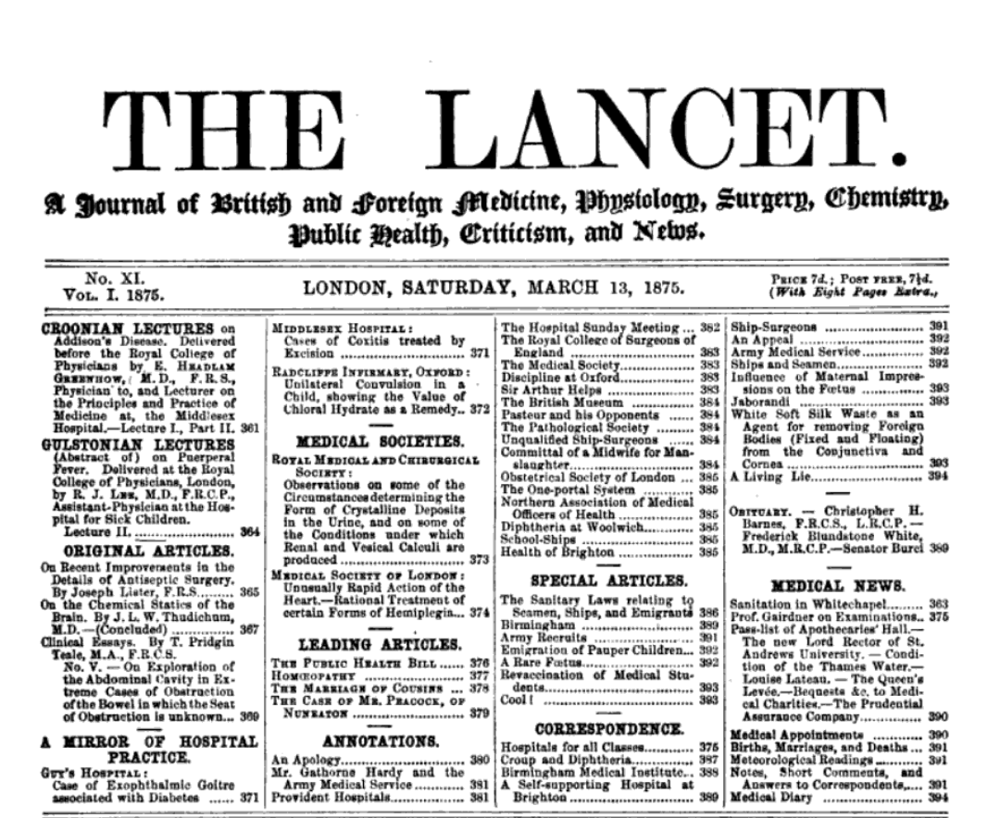 THE LANCET.
A Journal of British and Foreign Medicine, Physiology, Surgery, Chemistry,
Public Health, Criticism, and News.
No. XI.
VOL. I. 1875.
LONDON, SATURDAY, MARCH 13, 1875.
PRICE 7d.; POST FREE, 7½d.
(With Eight Pages Extra.,
CROONIAN LECTURES on
Addison's Disease. Delivered
before the Royal College of
Physicians by E. HEADLAM
GREENHOW, M.D., F.R.S.,
Physician to, and Lecturer on
the Principles and Practice of
Medicine at, the Middlesex
Hospital.—Lecture I., Part II. 361
GULSTONIAN LECTURES
(Abstract of) on Puerperal
Fever. Delivered at the Royal
College of Physicians, London,
by R. J. LEE, M.D., F.R.C.P.,
Assistant-Physician at the Hos-
pital for Sick Children.
Lecture II. .................... 364
ORIGINAL ARTICLES.
On Recent Improvements in the
Details of Antiseptic Surgery.
By Joseph Lister, F.R.S........ 365
On the Chemical Statics of the
Brain. By J. L. W. Thudichum,
M.D.—(Concluded) ............ 367
Clinical Essays. By T. Pridgin
Teale, M.A., F.R.C.S.
No. V. — On Exploration of
the Abdominal Cavity in Ex-
treme Cases of Obstruction
of the Bowel in which the Seat
of Obstruction is unknown... 369
A MIRROR OF HOSPITAL
PRACTICE.
GUY'S HOSPITAL:
Case of Exophthalmic Goitre
associated with Diabetes ...... 371
MIDDLESEX HOSPITAL:
Cases of Coxitis treated by
Excision .................... 371
RADCLIFFE INFIRMARY, OXFORD:
Unilateral Convulsion in a
Child, showing the Value of
Chloral Hydrate as a Remedy.. 372
MEDICAL SOCIETIES.
ROYAL MEDICAL AND CHIRURGICAL
SOCIETY:
Observations on some of the
Circumstances determining the
Form of Crystalline Deposits
in the Urine, and on some of
the Conditions under which
Renal and Vesical Calculi are
produced .................... 373
MEDICAL SOCIETY OF LONDON:
Unusually Rapid Action of the
Heart.—Rational Treatment of
certain Forms of Hemiplegia... 374
LEADING ARTICLES.
THE PUBLIC HEALTH BILL ...... 376
HOMŒOPATHY .................... 377
THE MARRIAGE OF COUSINS ... 378
THE CASE OF MR. PEACOCK, OF
NUNEATON .................... 379
ANNOTATIONS.
An Apology.................... 380
Mr. Gathorne Hardy and the
Army Medical Service ............ 381
Provident Hospitals............ 381
The Hospital Sunday Meeting ... 382
The Royal College of Surgeons of
England .................... 383
The Medical Society............ 383
Discipline at Oxford............ 383
Sir Arthur Helps ............ 383
The British Museum ............ 384
Pasteur and his Opponents ...... 384
The Pathological Society ......... 384
Unqualified Ship-Surgeons ...... 384
Committal of a Midwife for Man-
slaughter.................... 384
Obstetrical Society of London ... 385
The One-portal System ............ 385
Northern Association of Medical
Officers of Health ............ 385
Diphtheria at Woolwich............ 385
School-Ships .................... 385
Health of Brighton ............ 385
SPECIAL ARTICLES.
The Sanitary Laws relating to
Seamen, Ships, and Emigrants 386
Birmingham .................... 389
Army Recruits .................... 391
Emigration of Pauper Children... 392
A Rare Fœtus.................... 392
Revaccination of Medical Stu-
dents.................... 393
Cool! .................... 393
CORRESPONDENCE.
Hospitals for all Classes............ 375
Croup and Diphtheria............ 387
Birmingham Medical Institute... 388
A Self-supporting Hospital at
Brighton .................... 389
Ship-Surgeons .................... 391
An Appeal .................... 392
Army Medical Service............ 392
Ships and Seamen............ 392
Influence of Maternal Impres-
sions on the Fœtus ............ 393
Jaborandi .................... 393
White Soft Silk Waste as an
Agent for removing Foreign
Bodies (Fixed and Floating)
from the Conjunctiva and
Cornea .................... 393
A Living Lie.................... 394
OBITUARY. — Christopher H.
Barnes, F.R.C.S., L.R.C.P.—
Frederick Blundstone White,
M.D., M.R.C.P.—Senator Burci 389
MEDICAL NEWS.
Sanitation in Whitechapel......... 363
Prof. Gairdner on Examinations.. 375
Pass-list of Apothecaries' Hall.—
The new Lord Rector of St.
Andrews University. — Condi-
tion of the Thames Water.—
Louise Lateau. — The Queen's
Levée.—Bequests &c. to Medi-
cal Charities.—The Prudential
Assurance Company............ 390
Medical Appointments ............ 390
Births, Marriages, and Deaths ... 391
Meteorological Readings ......... 391
Notes, Short Comments, and
Answers to Correspondents,.... 391
Medical Diary .................... 394